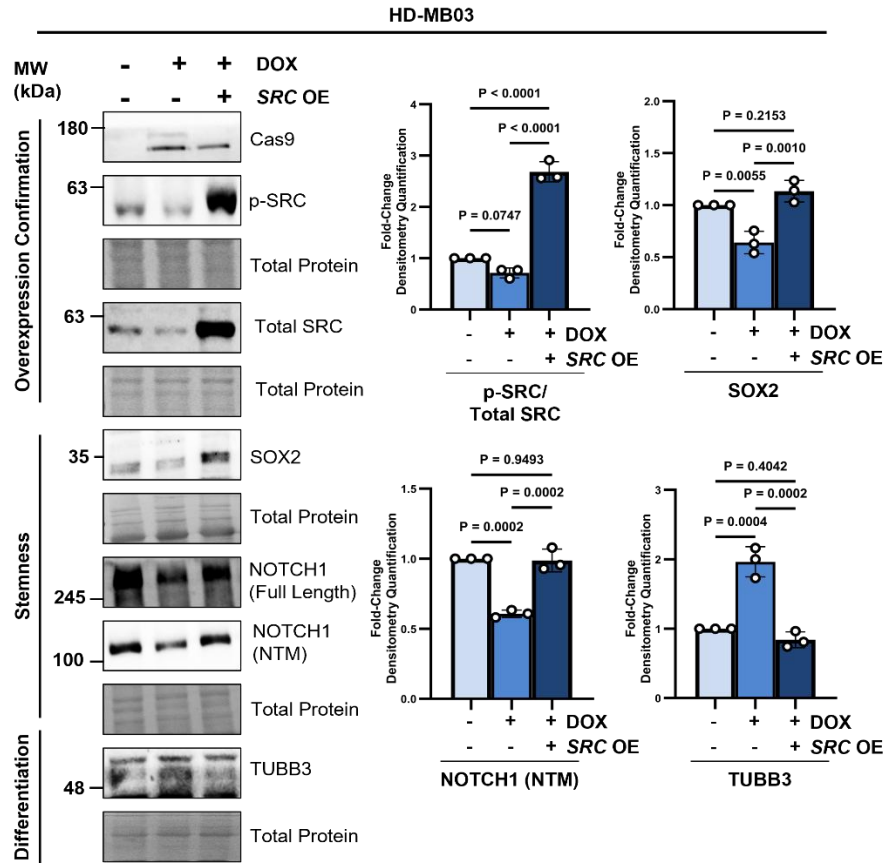 HD-MB03
MW
(kDa)
- + + DOX
- - + SRC OE
Overexpression Confirmation
180
Cas9
63
p-SRC
Total Protein
63
Total SRC
Total Protein
Stemness
35
SOX2
Total Protein
245
NOTCH1
(Full Length)
100
NOTCH1
(NTM)
Total Protein
Differentiation
48
TUBB3
Total Protein
Fold-Change
Densitometry Quantification
6
4
2
0
P < 0.0001
P < 0.0001
P = 0.0747
- + + DOX
- - + SRC OE
p-SRC/
Total SRC
Fold-Change
Densitometry Quantification
2.0
1.5
1.0
0.5
0.0
P = 0.2153
P = 0.0010
P = 0.0055
- + + DOX
- - + SRC OE
SOX2
Fold-Change
Densitometry Quantification
1.5
1.0
0.5
0.0
P = 0.9493
P = 0.0002
P = 0.0002
- + + DOX
- - + SRC OE
NOTCH1 (NTM)
Fold-Change
Densitometry Quantification
3
2
1
0
P = 0.4042
P = 0.0002
P = 0.0004
- + + DOX
- - + SRC OE
TUBB3